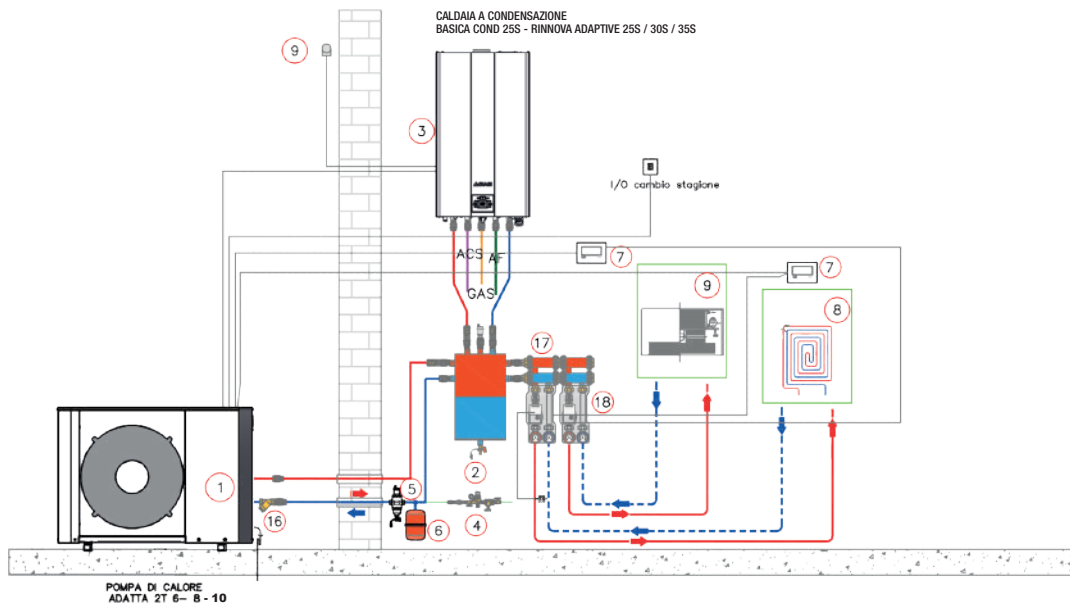 CALDAIA A CONDENSAZIONE
BASICA COND 25S - RINNOVA ADAPTIVE 25S / 30S / 35S
9
3
I/O cambio stagione
ACS AF
GAS
7
7
9
8
17
18
2
1
5
16
6
4
POMPA DI CALORE
ADATTA 2T 6- 8 - 10